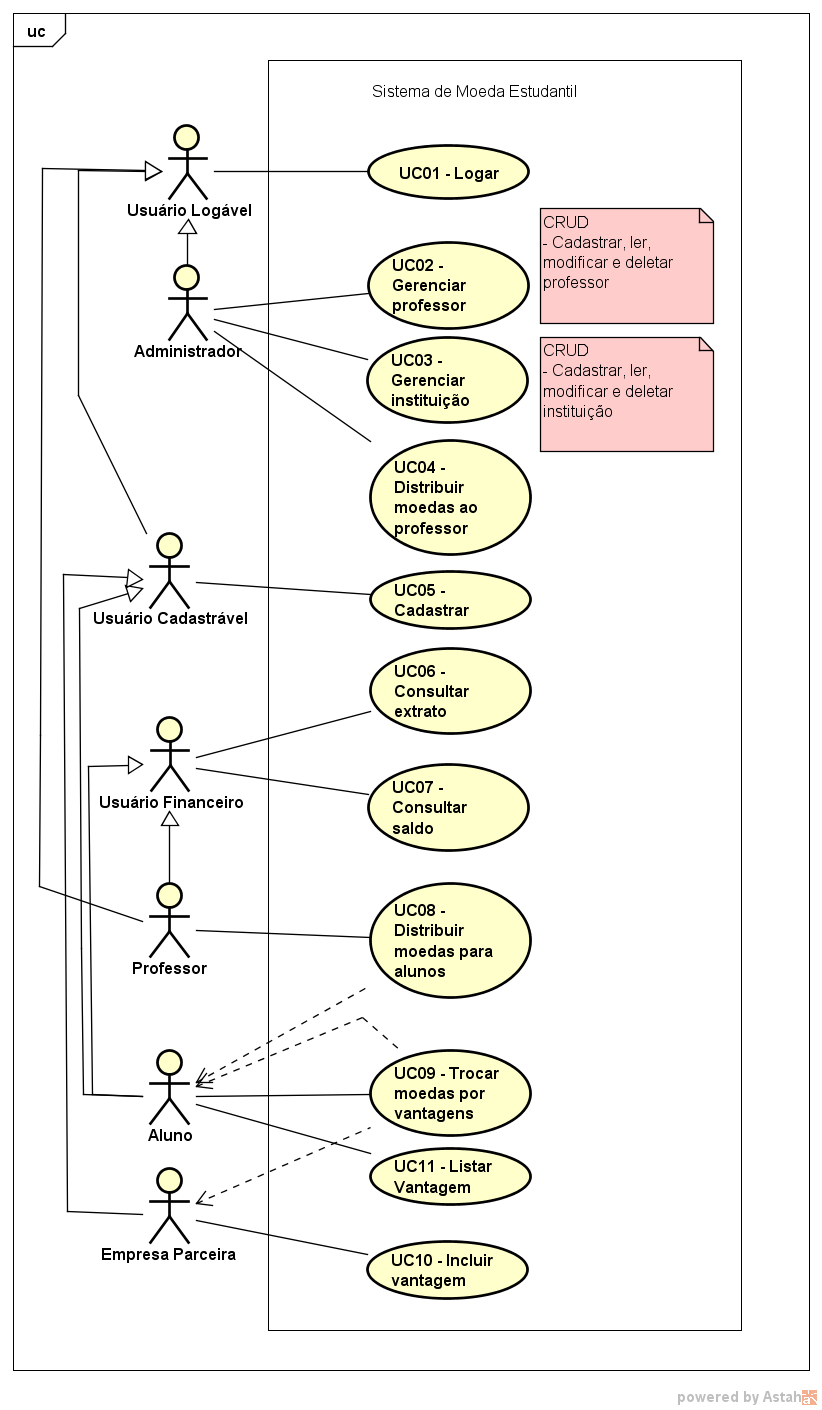 uc
Sistema de Moeda Estudantil
UC01 - Logar
Usuário Logável
CRUD
- Cadastrar, ler,
modificar e deletar
professor
UC02 -
Gerenciar
professor
Administrador
CRUD
- Cadastrar, ler,
modificar e deletar
instituição
UC03 -
Gerenciar
instituição
UC04 -
Distribuir
moedas ao
professor
UC05 -
Cadastrar
Usuário Cadastrável
UC06 -
Consultar
extrato
Usuário Financeiro
UC07 -
Consultar
saldo
UC08 -
Distribuir
moedas para
alunos
Professor
UC09 - Trocar
moedas por
vantagens
Aluno
UC11 - Listar
Vantagem
Empresa Parceira
UC10 - Incluir
vantagem
powered by Astah